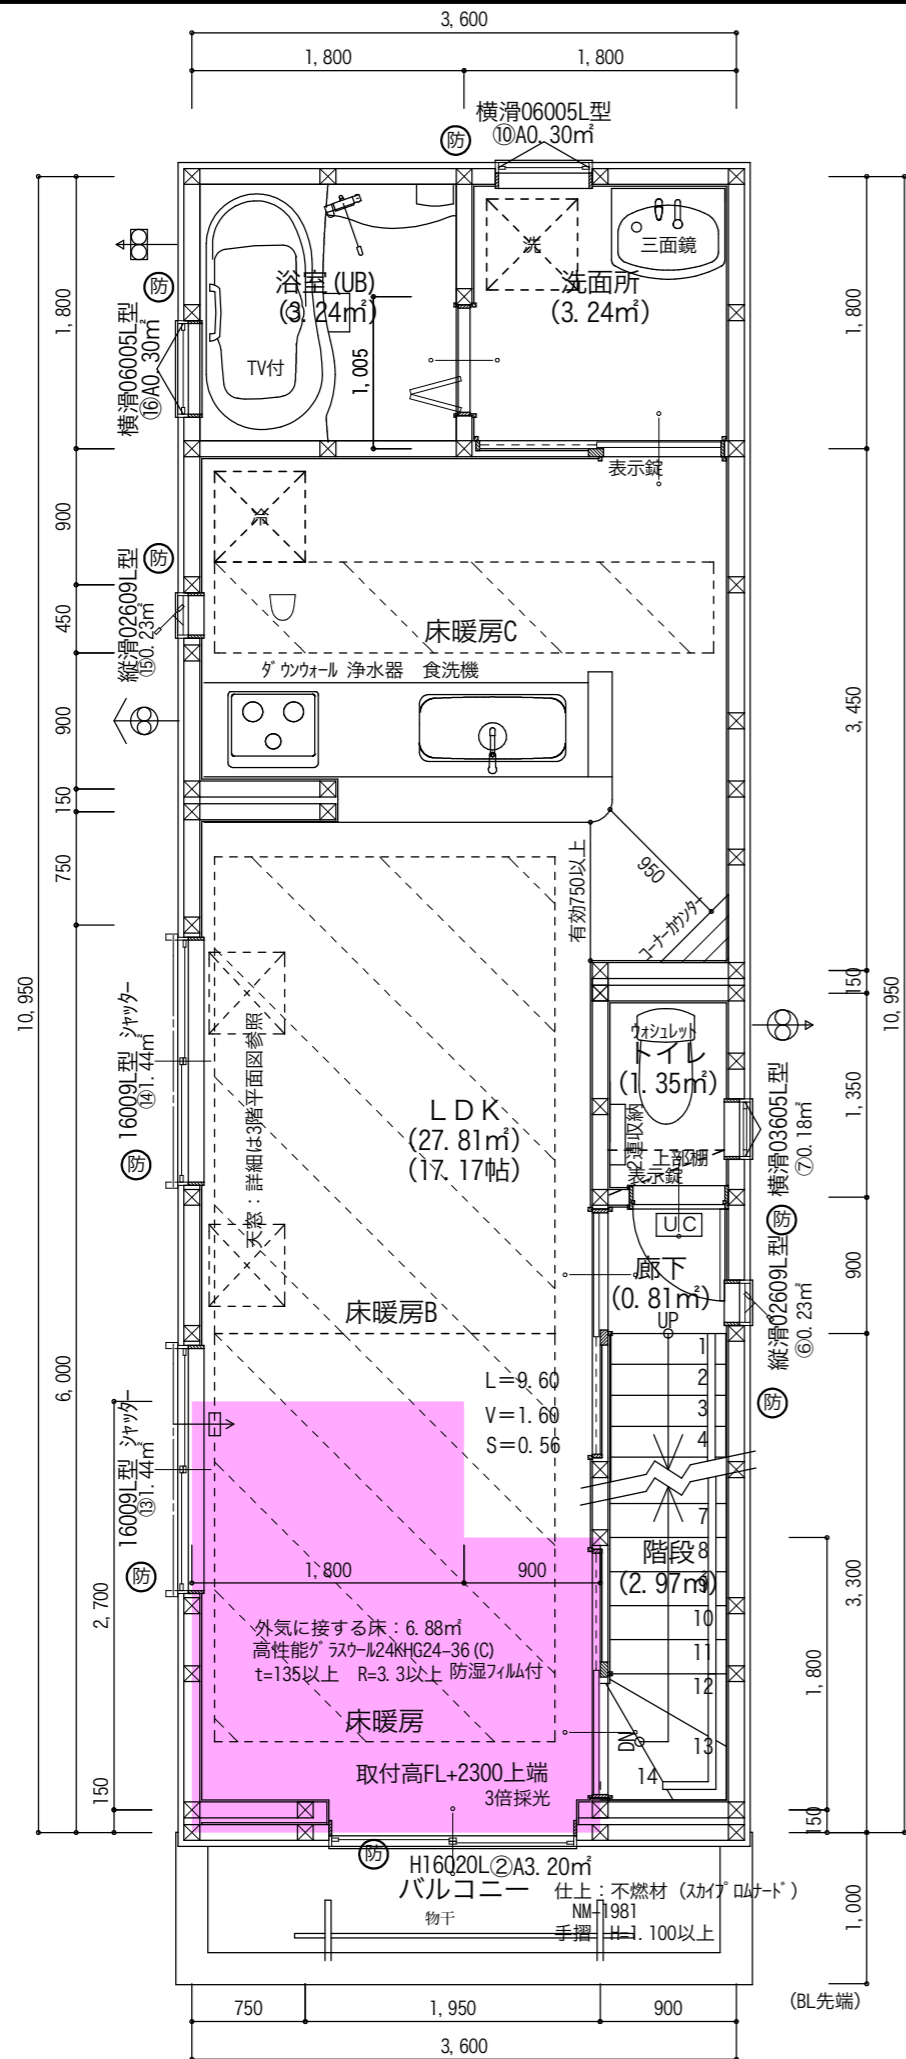 3,600
1,800
1,800
横滑06005L型
⑩A0.30㎡
防
10,950
1,800
防
横滑06005L型
⑯A0.30㎡
浴室(UB)
(3.24㎡)
TV付
1,005
洗
洗面所
(3.24㎡)
三面鏡
表示錠
1,800
10,950
900
冷
防
縦滑02609L型
⑮0.23㎡
450
床暖房C
ダウンウォール 浄水器 食洗機
900
3,450
150
750
有効750以上
950
コーナーカウンター
150
16009L型 シャッター
⑭1.44㎡
防
天窓：詳細は3階平面図参照
LDK
(27.81㎡)
(17.17帖)
ウォシュレット
トイレ
(1.35㎡)
2連収納
上部棚
表示錠
横滑03605L型
⑦0.18㎡
防
1,350
UC
廊下
(0.81㎡)
UP
縦滑02609L型
⑥0.23㎡
防
900
床暖房B
6,000
L=9.60
V=1.60
S=0.56
16009L型 シャッター
⑬1.44㎡
防
1
2
3
4
7
8
階段
(2.97㎡)
9
10
11
12
13
14
DN
2,700
1,800
900
3,300
1,800
外気に接する床：6.88㎡
高性能グラスウール24KHG24-36(C)
t=135以上 R=3.3以上 防湿フィルム付
床暖房
取付高FL+2300上端
3倍採光
150
150
防
H16020L②A3.20㎡
バルコニー
仕上：不燃材（スカイプロムナード）
NM-1981
手摺 H=1.100以上
物干
1,000
(BL先端)
750
1,950
900
3,600